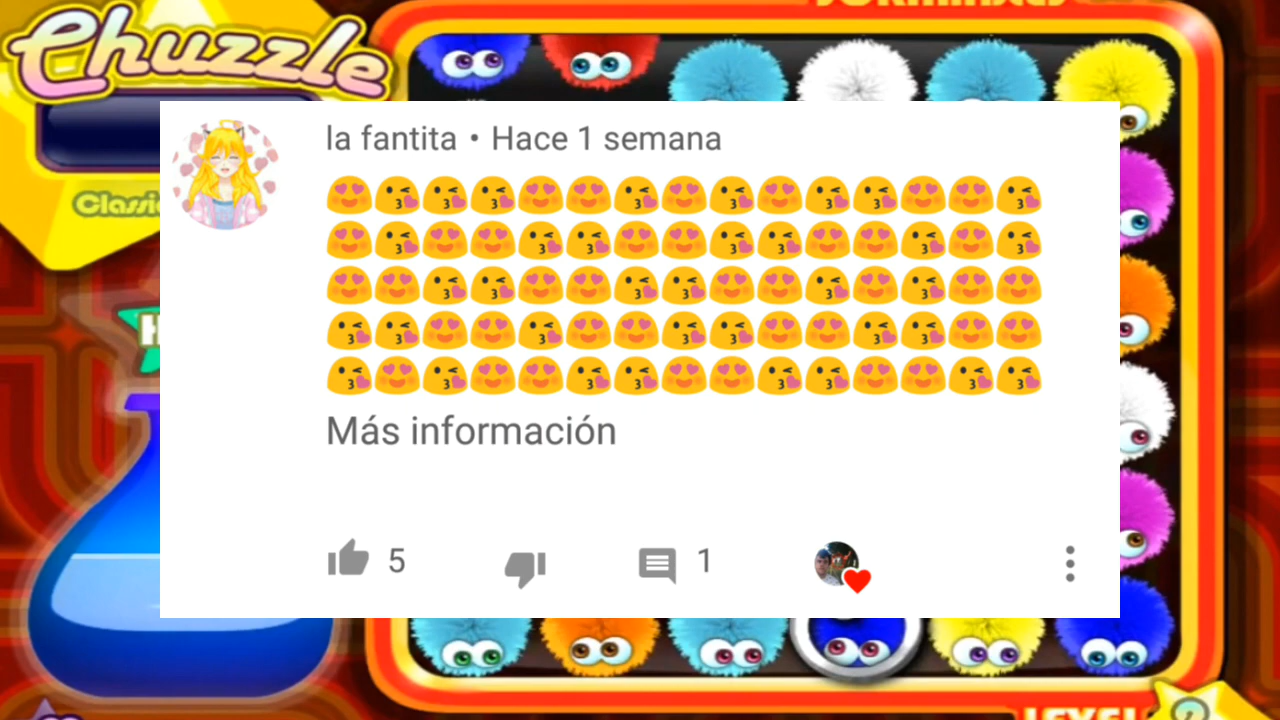 Chuzzle
la fantita • Hace 1 semana
😍😘😘😘😍😍😘😍😘😍😘😘😍😍😘
😍😘😍😍😘😘😍😍😘😘😍😍😘😍😘
😍😍😘😘😍😍😘😘😍😍😘😍😘😍😍
😘😘😍😍😘😍😍😘😘😍😍😘😘😍😍
😘😍😘😍😍😘😘😍😍😘😘😍😍😘😘
Más información
5
1